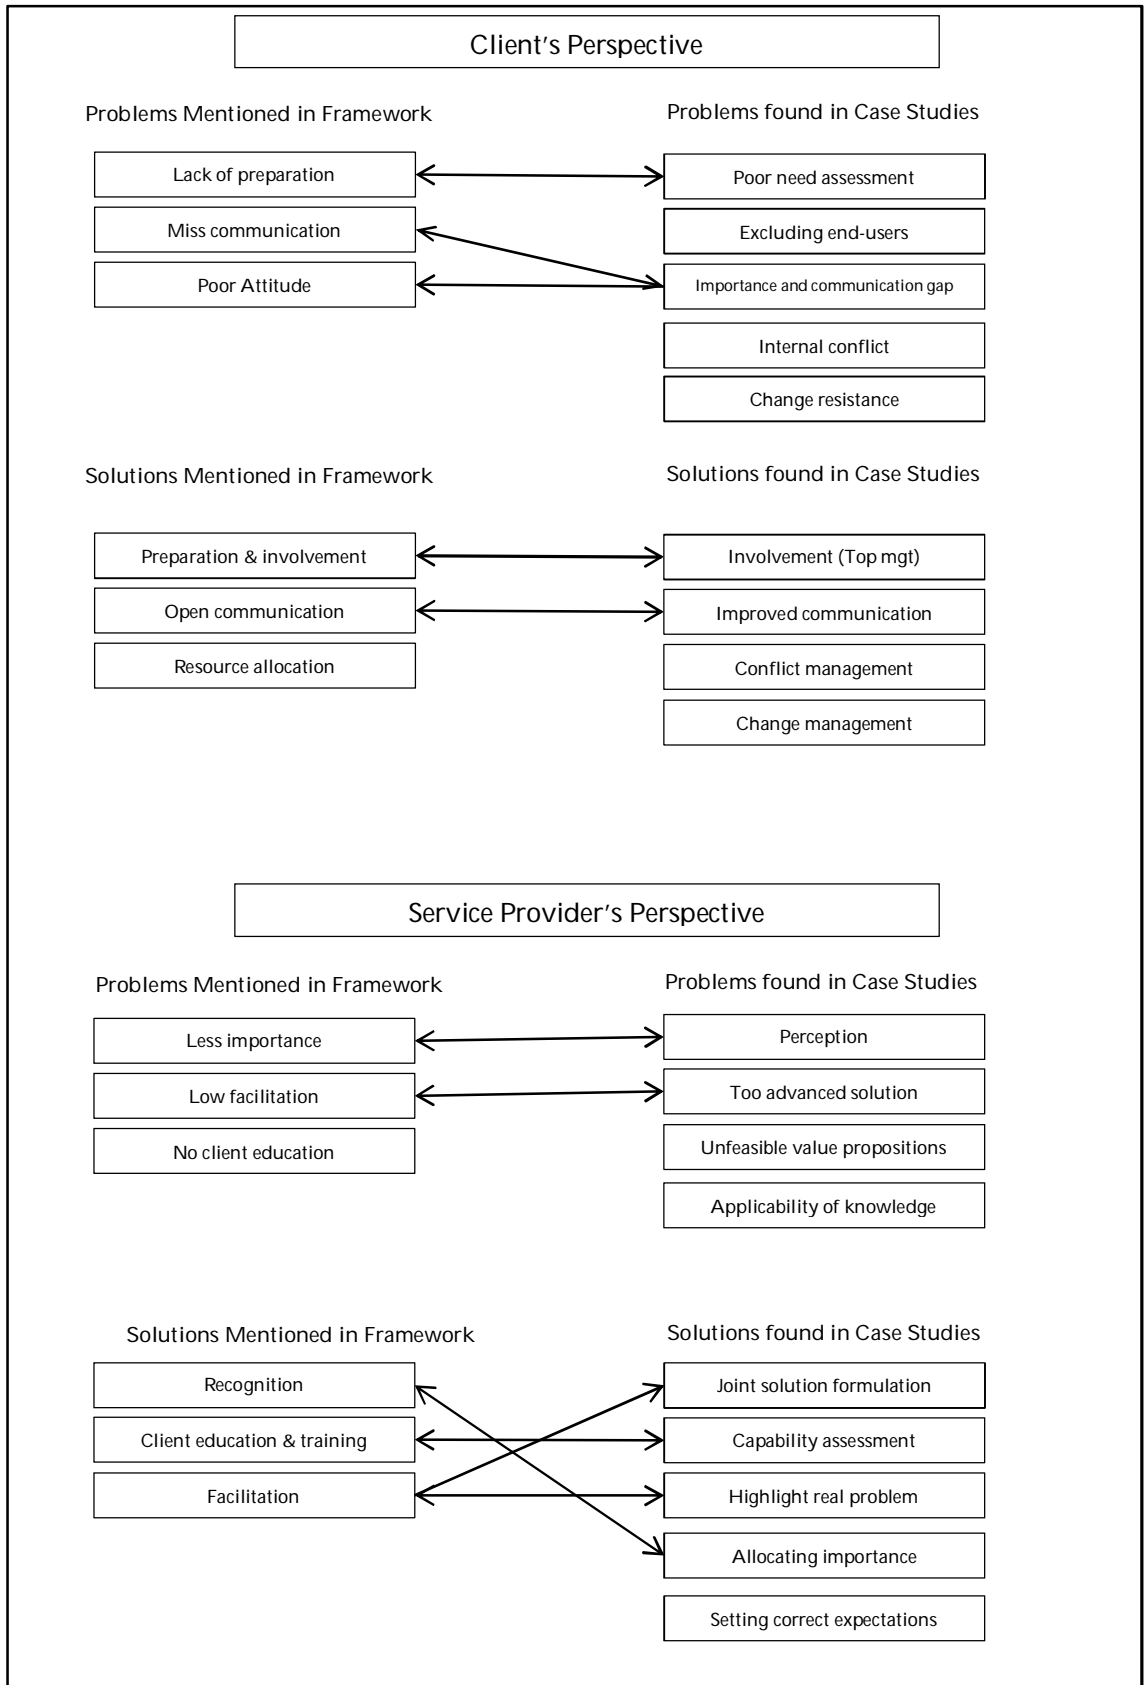 Client's Perspective
Problems Mentioned in Framework
Problems found in Case Studies
Lack of preparation
Poor need assessment
Miss communication
Excluding end-users
Poor Attitude
Importance and communication gap
Internal conflict
Change resistance
Solutions Mentioned in Framework
Solutions found in Case Studies
Preparation & involvement
Involvement (Top mgt)
Open communication
Improved communication
Resource allocation
Conflict management
Change management
Service Provider's Perspective
Problems Mentioned in Framework
Problems found in Case Studies
Less importance
Perception
Low facilitation
Too advanced solution
No client education
Unfeasible value propositions
Applicability of knowledge
Solutions Mentioned in Framework
Solutions found in Case Studies
Recognition
Joint solution formulation
Client education & training
Capability assessment
Facilitation
Highlight real problem
Allocating importance
Setting correct expectations